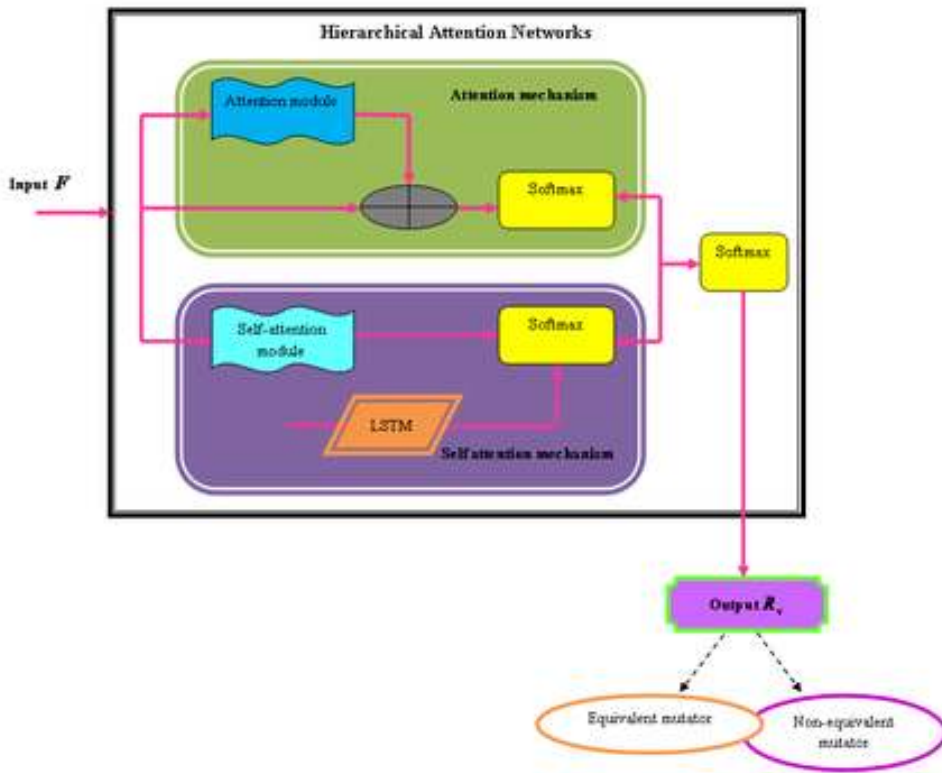 Hierarchical Attention Networks
Attention module
Attention mechanism
Input F
Softmax
Softmax
Self-attention
module
Softmax
LSTM
Self attention mechanism
Output R_v
Equivalent mutator
Non-equivalent
mutator